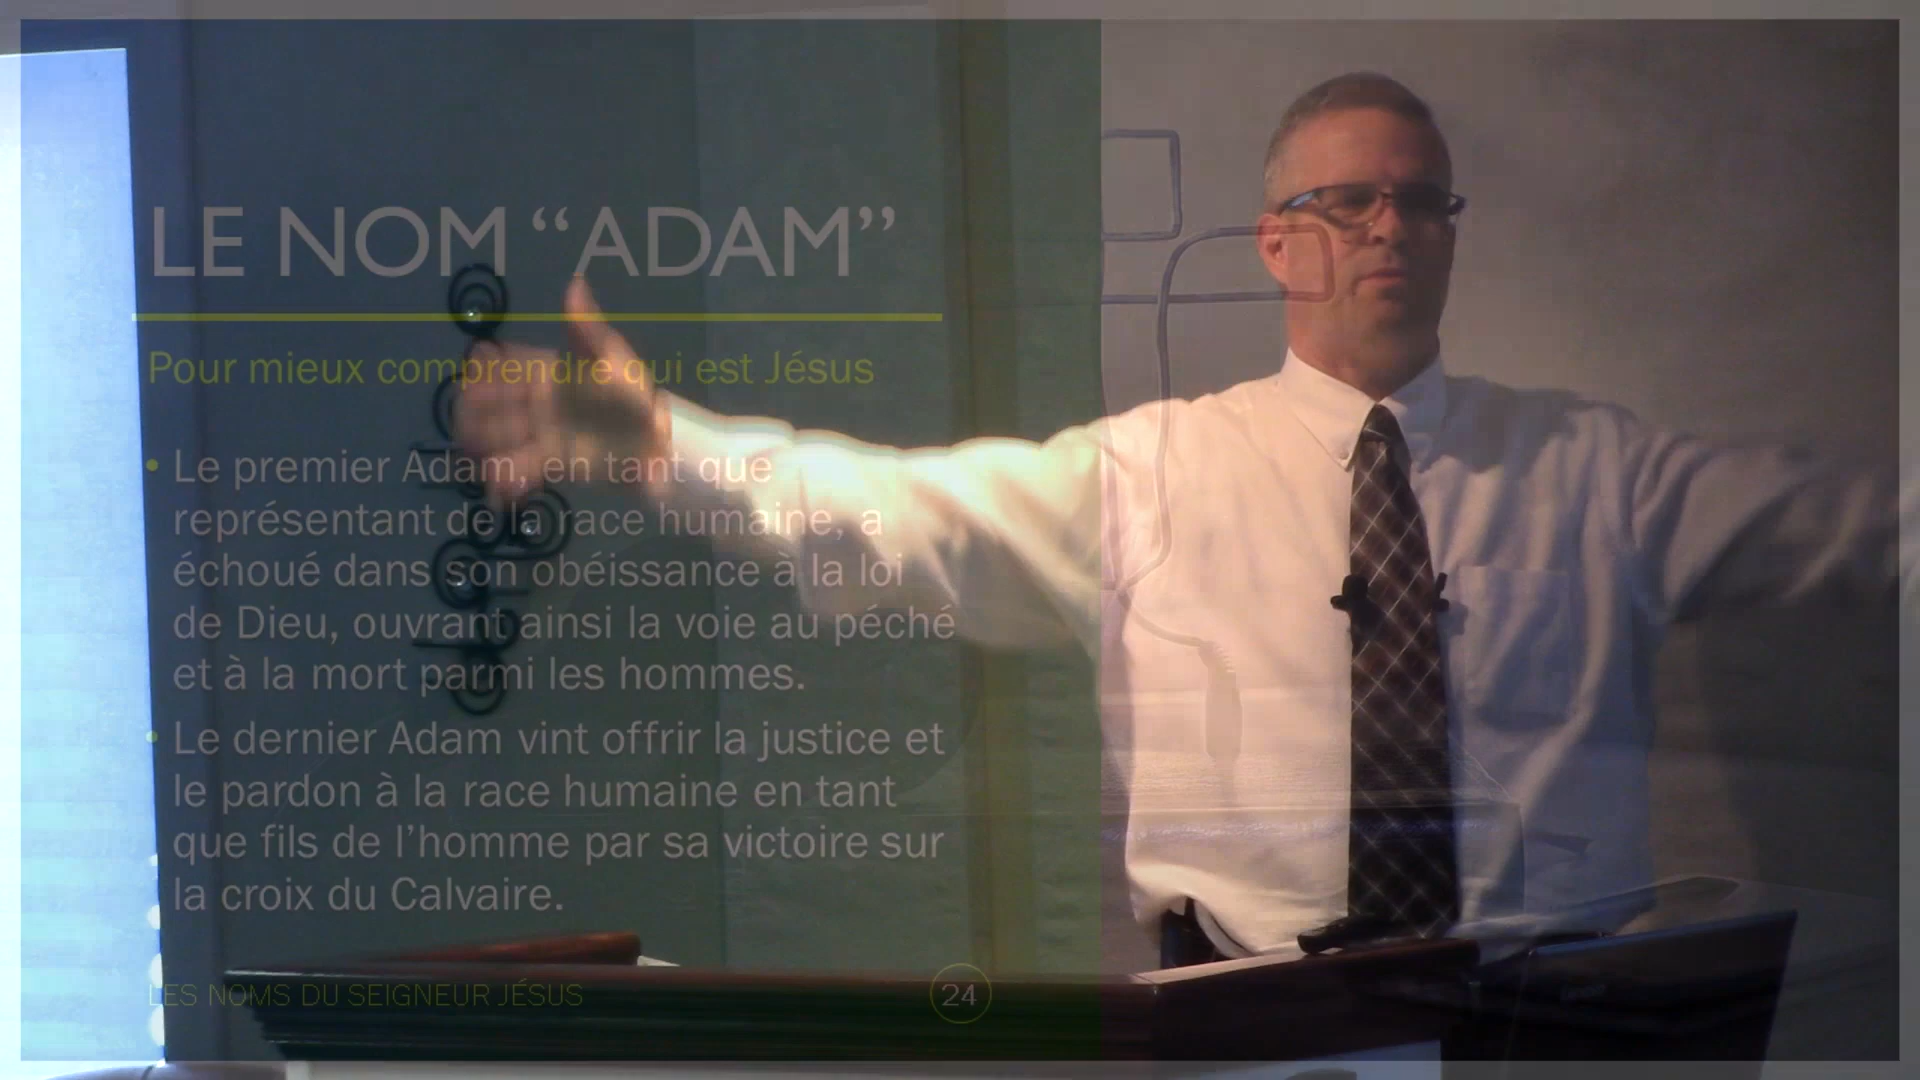 LE NOM “ADAM”
Pour mieux comprendre qui est Jésus
• Le premier Adam, en tant que
représentant de la race humaine, a
échoué dans son obéissance à la loi
de Dieu, ouvrant ainsi la voie au péché
et à la mort parmi les hommes.
• Le dernier Adam vint offrir la justice et
le pardon à la race humaine en tant
que fils de l’homme par sa victoire sur
la croix du Calvaire.
LES NOMS DU SEIGNEUR JÉSUS
24